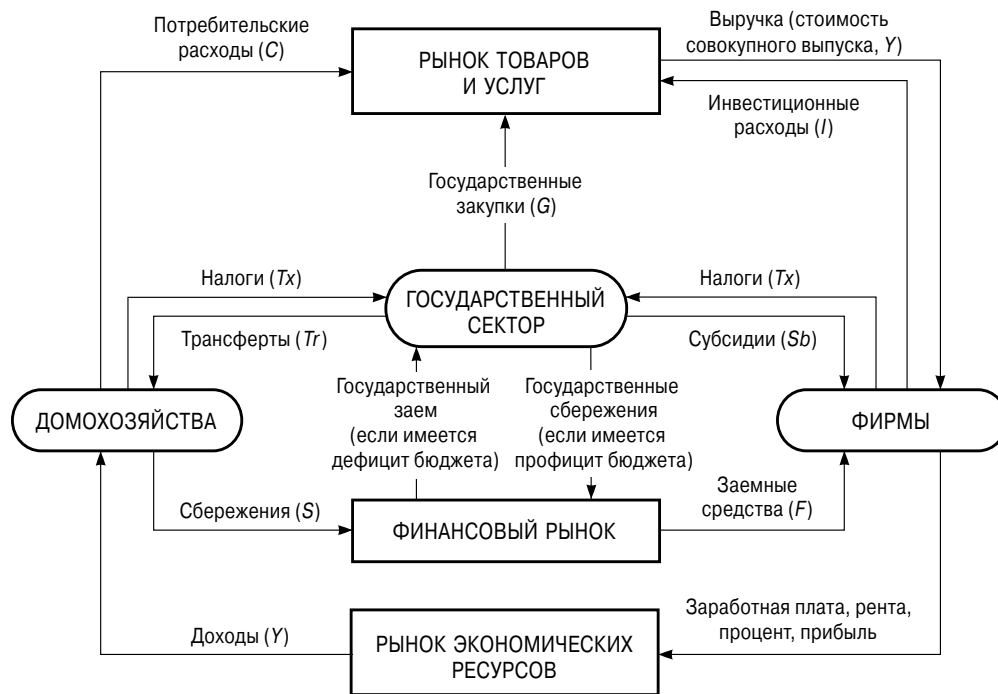 Потребительские
расходы (C)
РЫНОК ТОВАРОВ
И УСЛУГ
Выручка (стоимость
совокупного выпуска, Y)
Инвестиционные
расходы (I)
Государственные
закупки (G)
Налоги (Tx)
ГОСУДАРСТВЕННЫЙ
СЕКТОР
Налоги (Tx)
Трансферты (Tr)
Субсидии (Sb)
ДОМОХОЗЯЙСТВА
Государственный
заем
(если имеется
дефицит бюджета)
Государственные
сбережения
(если имеется
профицит бюджета)
ФИРМЫ
Сбережения (S)
ФИНАНСОВЫЙ РЫНОК
Заемные
средства (F)
Доходы (Y)
РЫНОК ЭКОНОМИЧЕСКИХ
РЕСУРСОВ
Заработная плата, рента,
процент, прибыль